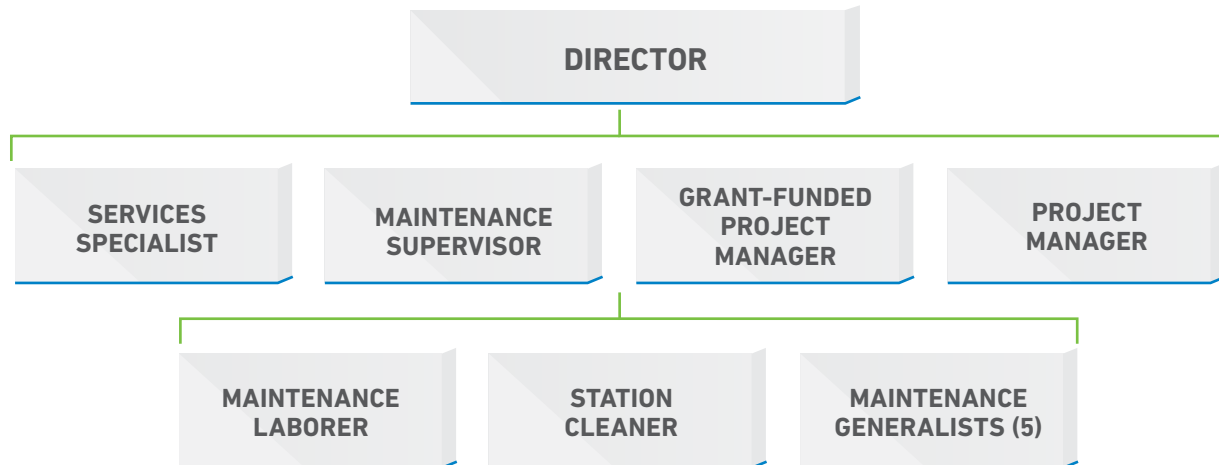 DIRECTOR
SERVICES
SPECIALIST
MAINTENANCE
SUPERVISOR
GRANT-FUNDED
PROJECT
MANAGER
PROJECT
MANAGER
MAINTENANCE
LABORER
STATION
CLEANER
MAINTENANCE
GENERALISTS (5)